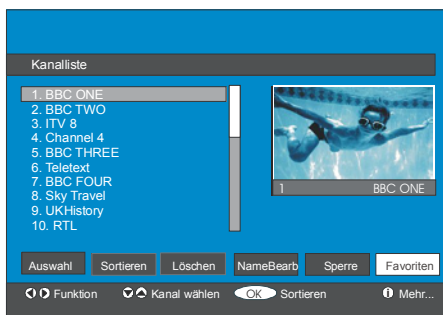 Kanalliste
1. BBC ONE
2. BBC TWO
3. ITV 8
4. Channel 4
5. BBC THREE
6. Teletext
7. BBC FOUR
8. Sky Travel
9. UKHistory
10. RTL
1 BBC ONE
Auswahl Sortieren Löschen NameBearb Sperre Favoriten
Funktion Kanal wählen OK Sortieren i Mehr...